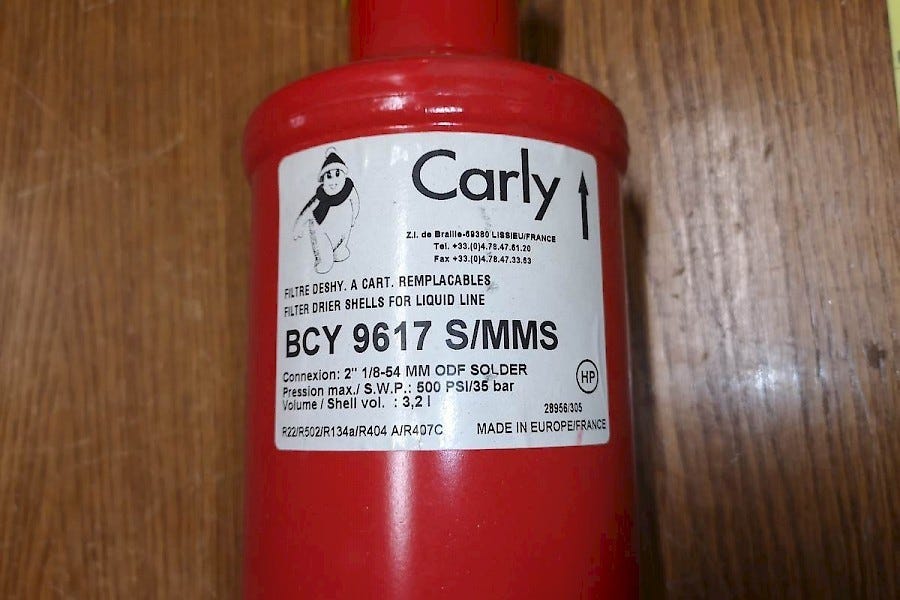 Carly
Z.I. de Braille-69380 LISSIEU/FRANCE
Tel. +33.(0)4.78.47.61.20
Fax +33.(0)4.78.47.33.63
FILTRE DESHY. A CART. REMPLACABLES
FILTER DRIER SHELLS FOR LIQUID LINE
BCY 9617 S/MMS
Connexion: 2" 1/8-54 MM ODF SOLDER
Pression max./ S.W.P.: 500 PSI/35 bar
Volume / Shell vol. : 3,2 l
HP
28956/305
R22/R502/R134a/R404 A/R407C
MADE IN EUROPE/FRANCE